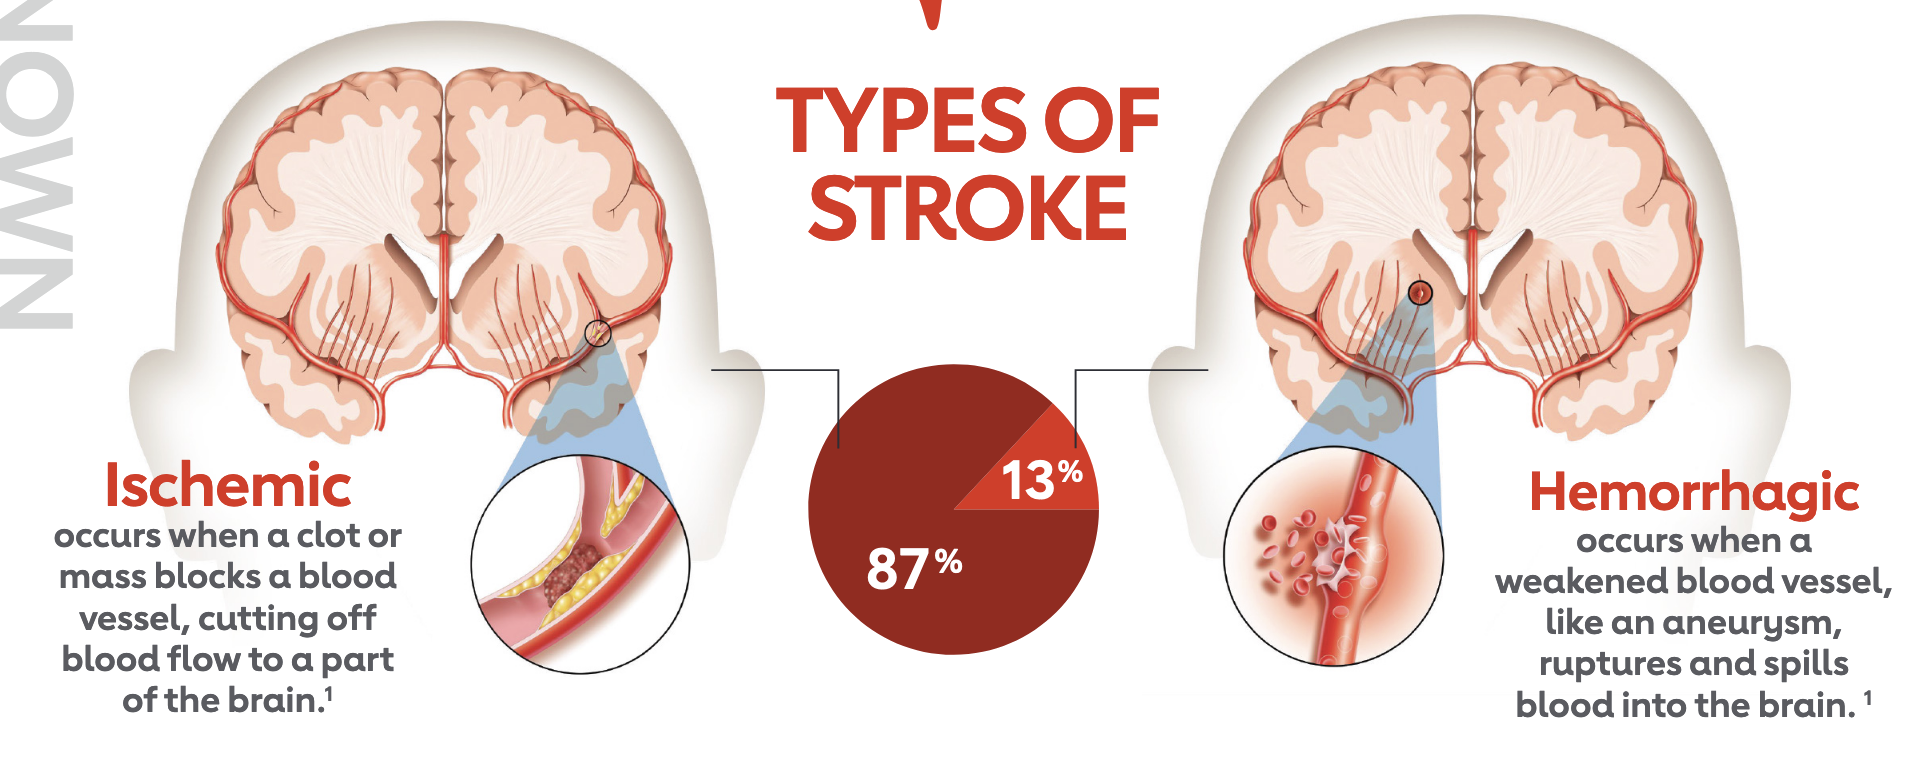 NOWN
TYPES OF
STROKE
Ischemic
occurs when a clot or
mass blocks a blood
vessel, cutting off
blood flow to a part
of the brain.¹
87%
13%
Hemorrhagic
occurs when a
weakened blood vessel,
like an aneurysm,
ruptures and spills
blood into the brain. ¹